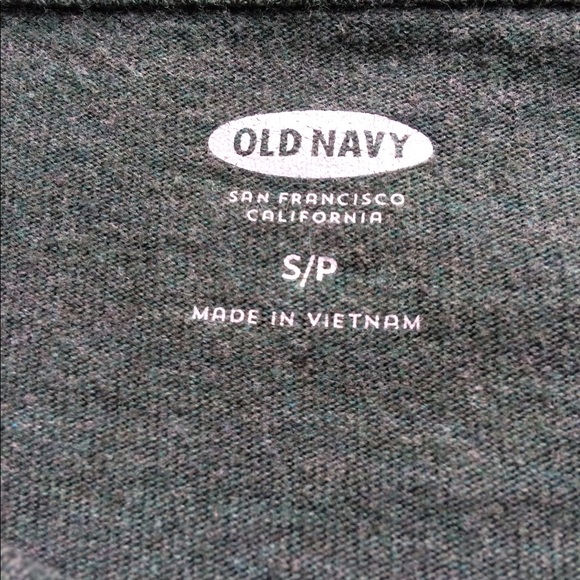 OLD NAVY
SAN FRANCISCO
CALIFORNIA
S/P
MADE IN VIETNAM